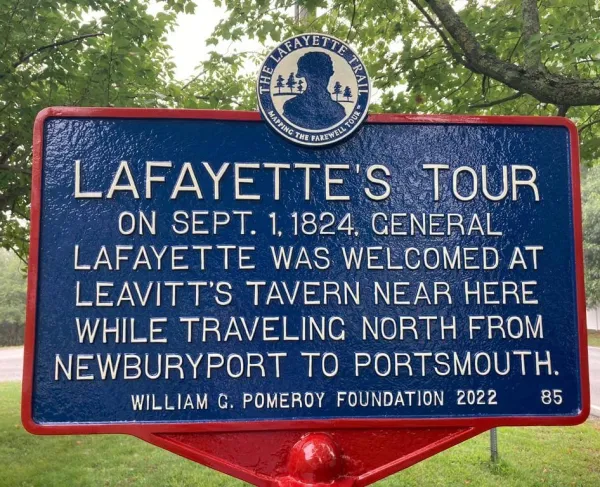 THE LAFAYETTE TRAIL
MAPPING THE FAREWELL TOUR
LAFAYETTE'S TOUR
ON SEPT. 1, 1824, GENERAL
LAFAYETTE WAS WELCOMED AT
LEAVITT'S TAVERN NEAR HERE
WHILE TRAVELING NORTH FROM
NEWBURYPORT TO PORTSMOUTH.
WILLIAM G. POMEROY FOUNDATION 2022 85